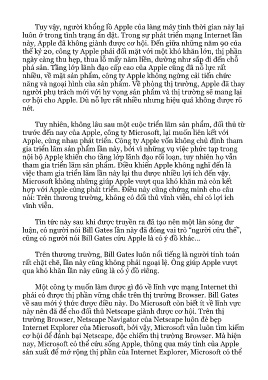 Tuy vậy, người khổng lồ Apple của làng máy tính thời gian này lại
luôn ở trong tình trạng ẩn dật. Trong sự phát triển mạng Internet lần
này, Apple đã không giành được cơ hội. Đến giữa những năm 90 của
thế kỷ 20, công ty Apple phải đối mặt với một khó khăn lớn, thị phần
ngày càng thu hẹp, thua lỗ mấy năm liền, dường như sắp đi đến chỗ
phá sản. Tầng lớp lãnh đạo cấp cao của Apple cũng đã nỗ lực rất
nhiều, về mặt sản phẩm, công ty Apple không ngừng cải tiến chức
năng và ngoại hình của sản phẩm. Về phòng thị trường, Apple đã thay
người phụ trách mới với hy vọng sản phẩm và thị trường sẽ mang lại
cơ hội cho Apple. Dù nỗ lực rất nhiều nhưng hiệu quả không được rõ
nét.
Tuy nhiên, không lâu sau một cuộc triển lãm sản phẩm, đối thủ từ
trước đến nay của Apple, công ty Microsoft, lại muốn liên kết với
Apple, cùng nhau phát triển. Công ty Apple vốn không chủ định tham
gia triển lãm sản phẩm lần này, bởi vì những vụ việc phức tạp trong
nội bộ Apple khiến cho tầng lớp lãnh đạo rối loạn, tuy nhiên họ vẫn
tham gia triển lãm sản phẩm. Điều khiến Apple không nghĩ đến là
việc tham gia triển lãm lần này lại thu được nhiều lợi ích đến vậy.
Microsoft không những giúp Apple vượt qua khó khăn mà còn kết
hợp với Apple cùng phát triển. Điều này cũng chứng minh cho câu
nói: Trên thương trường, không có đối thủ vĩnh viễn, chỉ có lợi ích
vĩnh viễn.
Tin tức này sau khi được truyền ra đã tạo nên một làn sóng dư
luận, có người nói Bill Gates lần này đã đóng vai trò "người cứu thế",
cũng có người nói Bill Gates cứu Apple là có ý đồ khác...
Trên thương trường, Bill Gates luôn nổi tiếng là người tính toán
rất chặt chẽ, lần này cũng không phải ngoại lệ. Ông giúp Apple vượt
qua khó khăn lần này cũng là có ý đồ riêng.
Một công ty muốn làm được gì đó về lĩnh vực mạng Internet thì
phải có được thị phần vững chắc trên thị trường Browser. Bill Gates
về sau mới ý thức được điều này. Do Microsoft còn biết ít về lĩnh vực
này nên đã để cho đối thủ Netscape giành được cơ hội. Trên thị
trường Browser, Netscape Navigator của Netscape luôn đè bẹp
Internet Explorer của Microsoft, bởi vậy, Microsoft vẫn luôn tìm kiếm
cơ hội để đánh bại Netscape, độc chiếm thị trường Browser. Mà hiện
nay, Microsoft có thể cứu sống Apple, thông qua máy tính của Apple
sản xuất để mở rộng thị phần của Internet Explorer, Microsoft có thể